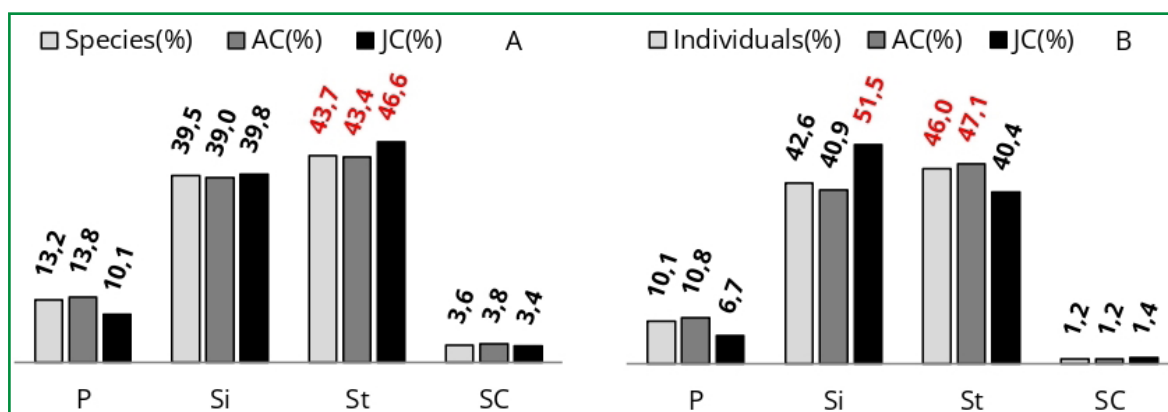 Species(%) AC(%) JC(%) A
13,2 13,8 10,1 39,5 39,0 39,8 43,7 43,4 46,6 3,6 3,8 3,4
P Si St SC
Individuals(%) AC(%) JC(%) B
10,1 10,8 6,7 42,6 40,9 51,5 46,0 47,1 40,4 1,2 1,2 1,4
P Si St SC